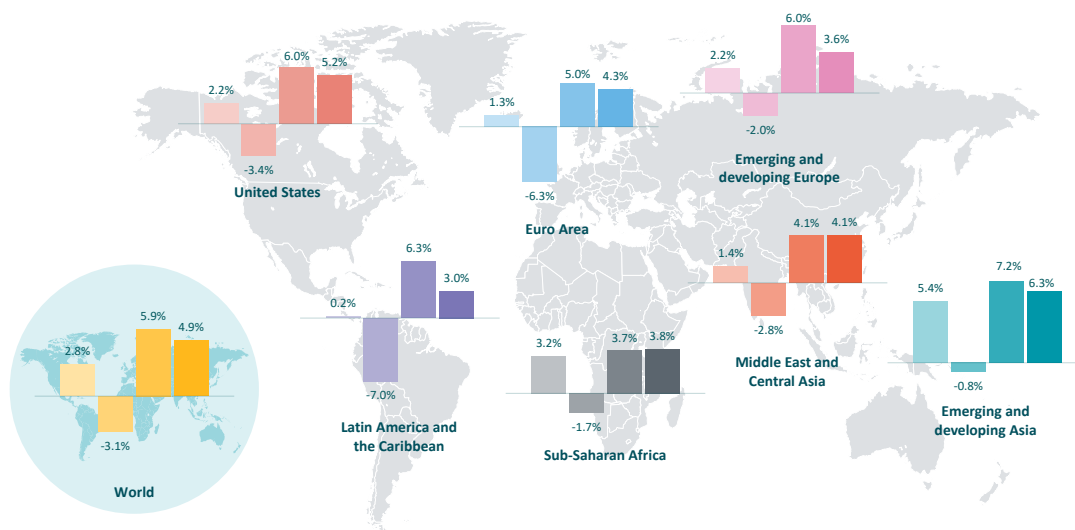 2.2%
-3.4%
6.0%
5.2%
United States
1.3%
-6.3%
5.0%
4.3%
Euro Area
2.2%
-2.0%
6.0%
3.6%
Emerging and
developing Europe
2.8%
-3.1%
5.9%
4.9%
World
0.2%
-7.0%
6.3%
3.0%
Latin America and
the Caribbean
3.2%
-1.7%
3.7%
3.8%
Sub-Saharan Africa
1.4%
-2.8%
4.1%
4.1%
Middle East and
Central Asia
5.4%
-0.8%
7.2%
6.3%
Emerging and
developing Asia